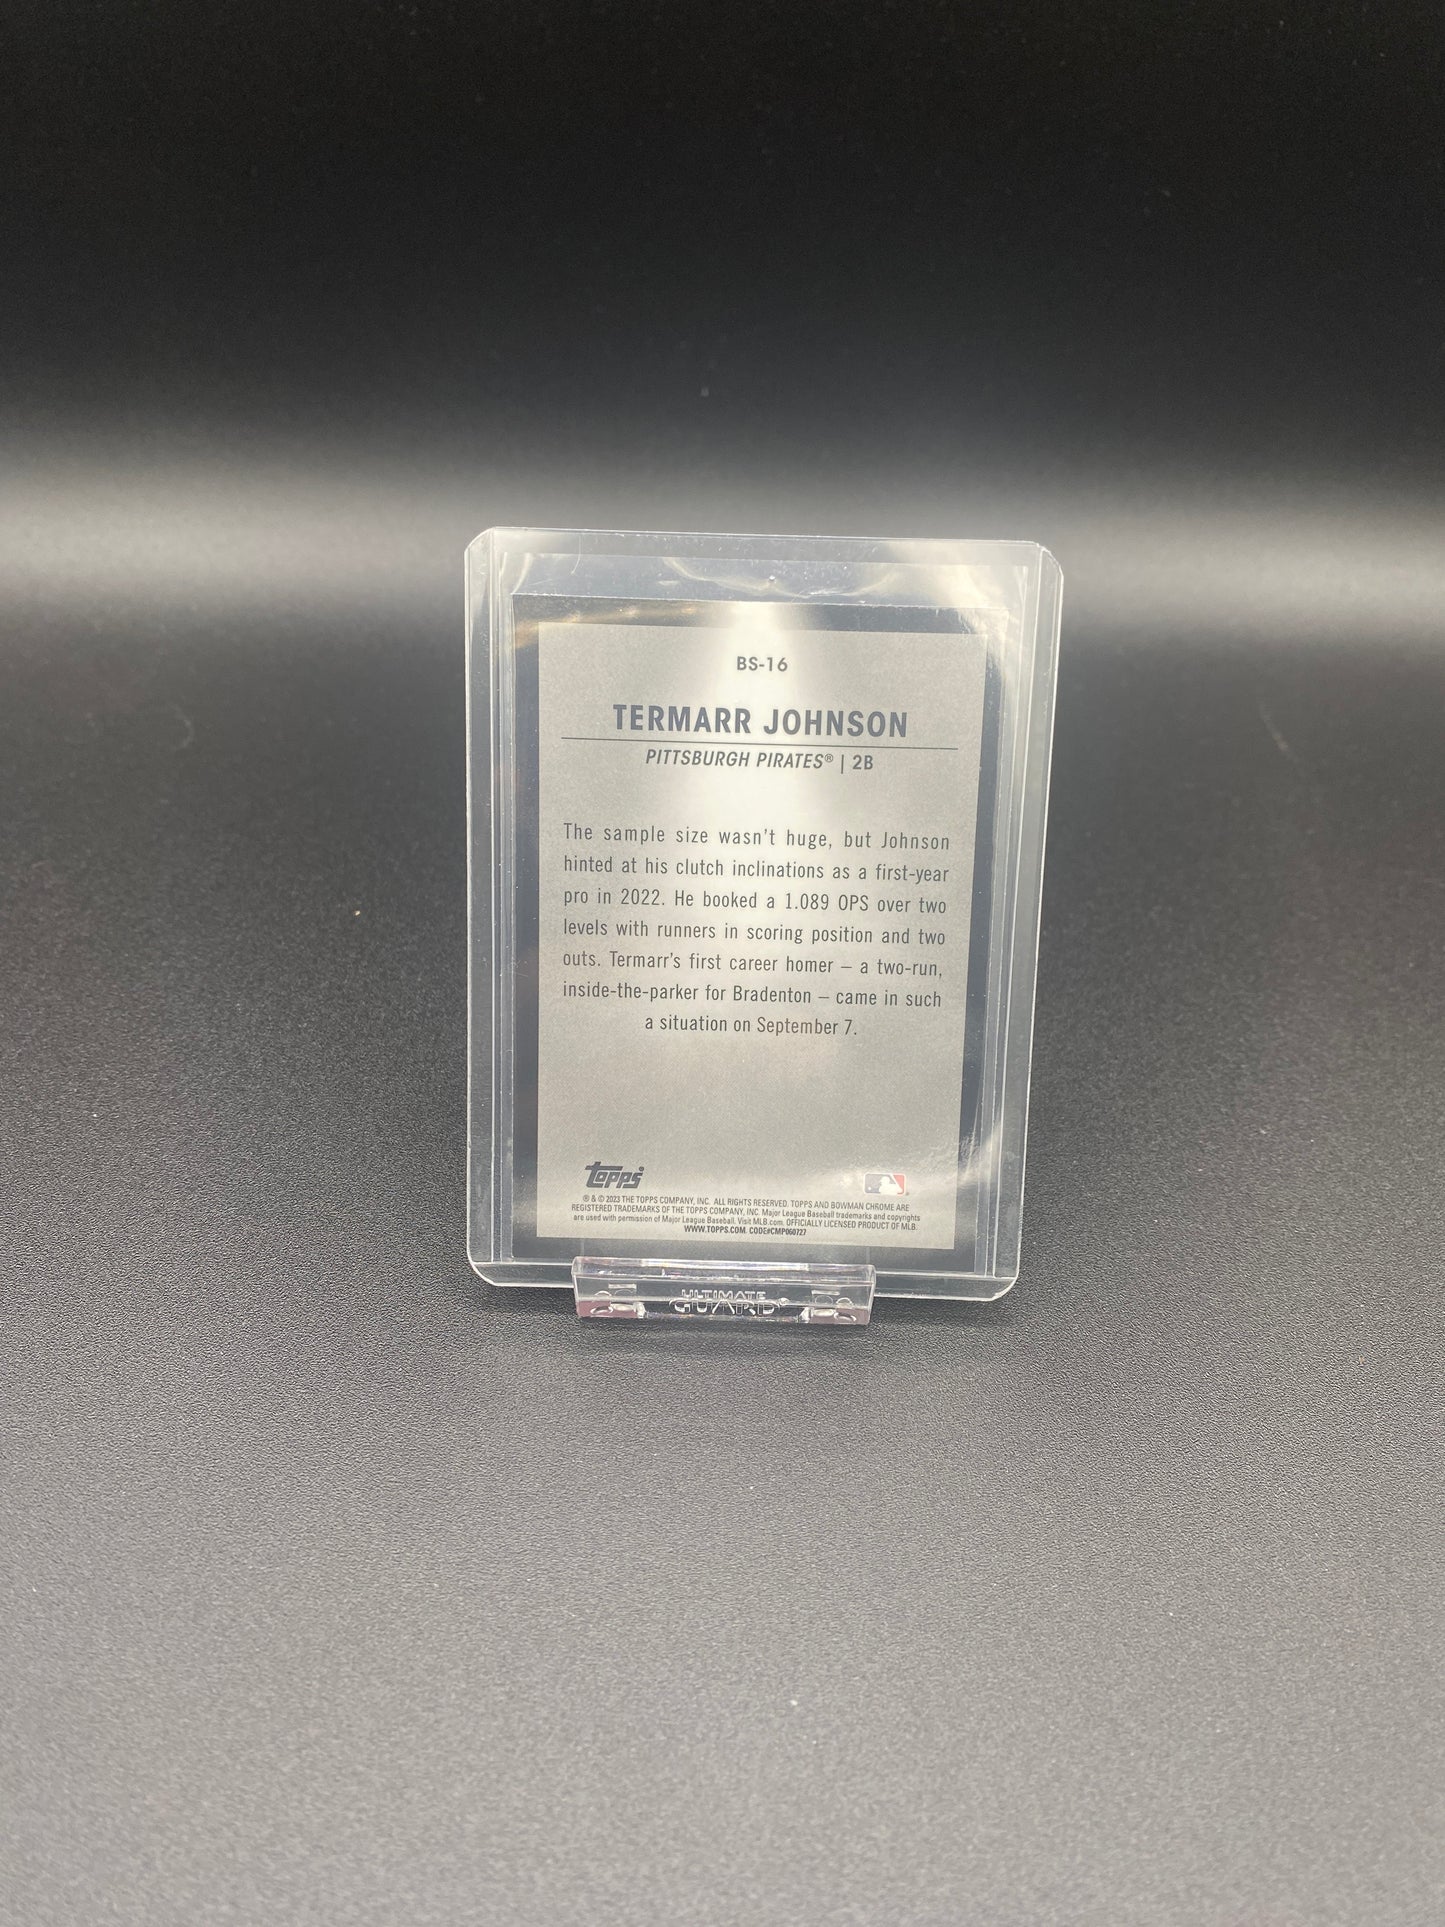 BS-16
TERMARR JOHNSON
PITTSBURGH PIRATES® | 2B
The sample size wasn't huge, but Johnson
hinted at his clutch inclinations as a first-year
pro in 2022. He booked a 1.089 OPS over two
levels with runners in scoring position and two
outs. Termarr's first career homer – a two-run,
inside-the-parker for Bradenton – came in such
a situation on September 7.
topps
® & © 2023 THE TOPPS COMPANY, INC. ALL RIGHTS RESERVED. TOPPS AND BOWMAN CHROME ARE
REGISTERED TRADEMARKS OF THE TOPPS COMPANY, INC. Major League Baseball trademarks and copyrights
are used with permission of Major League Baseball. Visit MLB.com. OFFICIALLY LICENSED PRODUCT OF MLB.
WWW.TOPPS.COM CODE#CMP060727
ULTIMATE
GUARD®